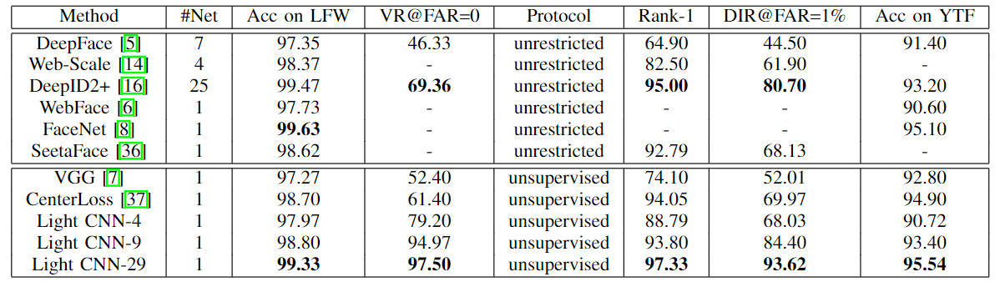 Method #Net Acc on LFW VR@FAR=0 Protocol Rank-1 DIR@FAR=1% Acc on YTF
DeepFace [5] 7 97.35 46.33 unrestricted 64.90 44.50 91.40
Web-Scale [14] 4 98.37 - unrestricted 82.50 61.90 -
DeepID2+ [16] 25 99.47 69.36 unrestricted 95.00 80.70 93.20
WebFace [6] 1 97.73 - unrestricted - - 90.60
FaceNet [8] 1 99.63 - unrestricted - - 95.10
SeetaFace [36] 1 98.62 - unrestricted 92.79 68.13 -
VGG [7] 1 97.27 52.40 unsupervised 74.10 52.01 92.80
CenterLoss [37] 1 98.70 61.40 unsupervised 94.05 69.97 94.90
Light CNN-4 1 97.97 79.20 unsupervised 88.79 68.03 90.72
Light CNN-9 1 98.80 94.97 unsupervised 93.80 84.40 93.40
Light CNN-29 1 99.33 97.50 unsupervised 97.33 93.62 95.54